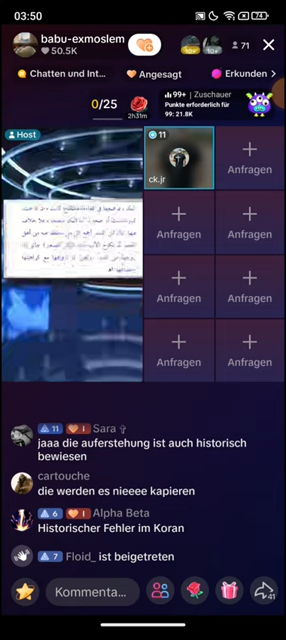 03:50
74
babu-exmoslem
50.5K
10+
71
Chatten und Int...
Angesagt
Erkunden >
0/25
2h31m
99+ | Zuschauer
Punkte erforderlich für
99: 21.8K
Host
11
ck.jr
Anfragen
Anfragen
Anfragen
Anfragen
Anfragen
Anfragen
Anfragen
11 I Sara ✞
jaaa die auferstehung ist auch historisch
bewiesen
cartouche
die werden es nieeee kapieren
6 I Alpha Beta
Historischer Fehler im Koran
7 Floid_ ist beigetreten
Kommenta...
41